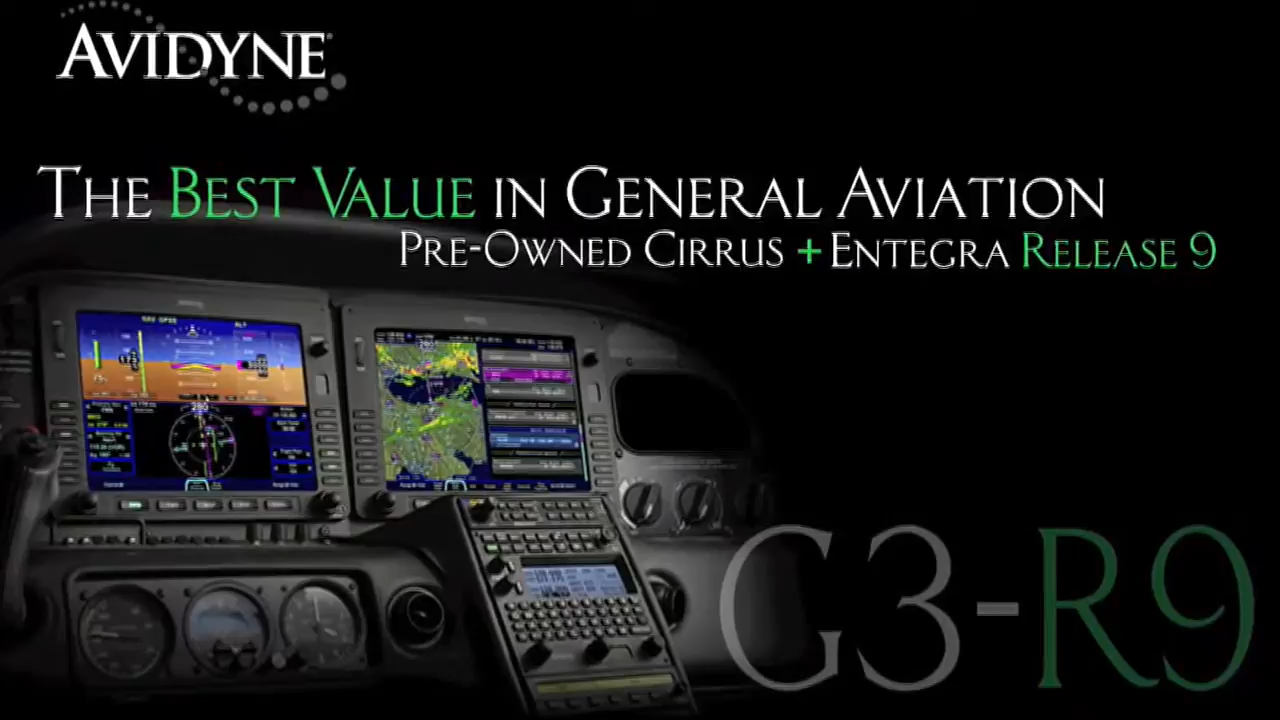 AVIDYNE
THE BEST VALUE IN GENERAL AVIATION
PRE-OWNED CIRRUS + ENTEGRA RELEASE 9
G3-R9